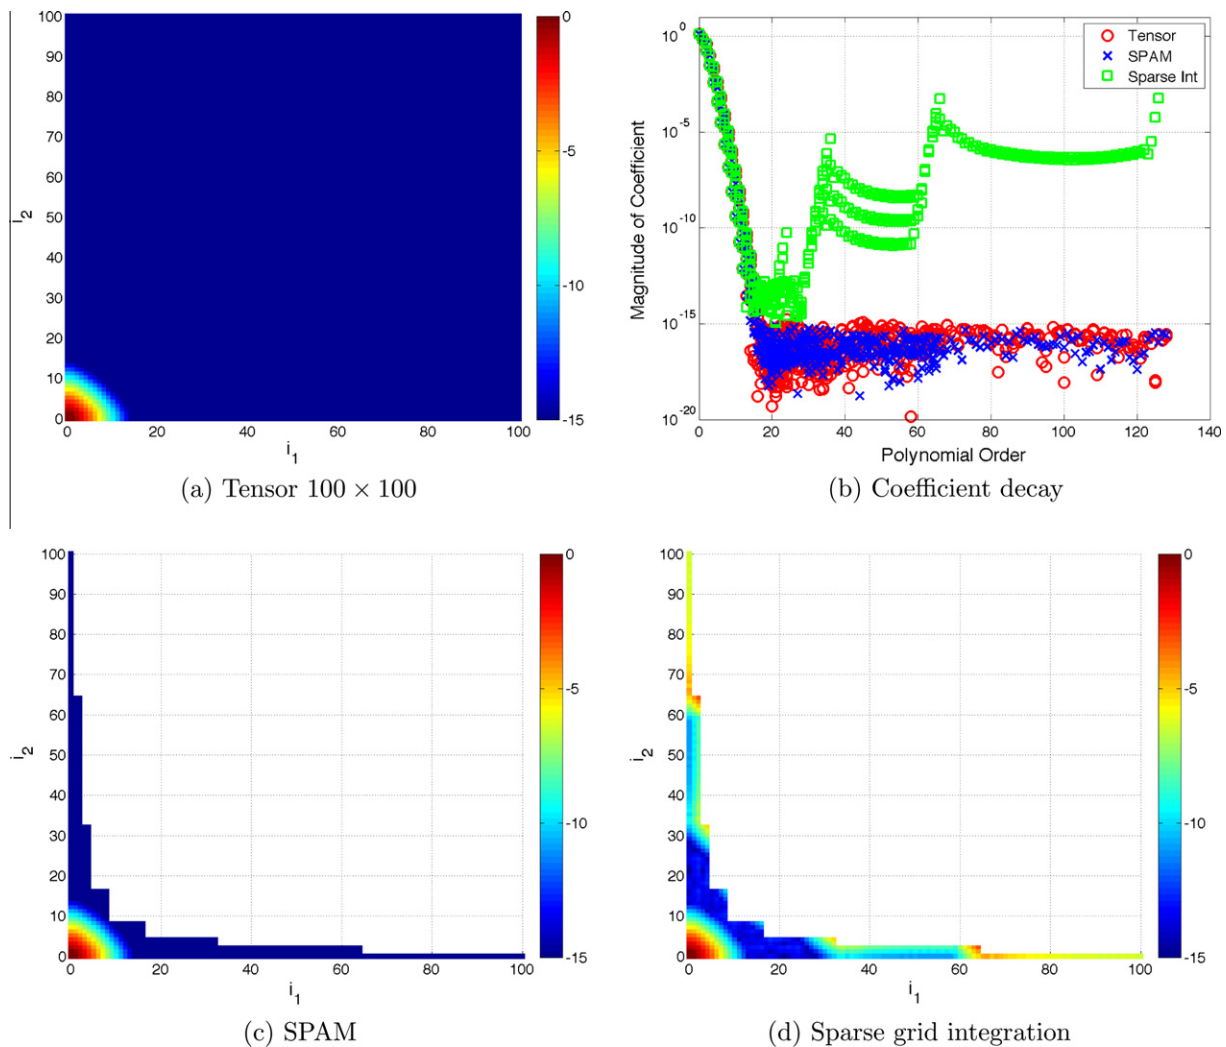 100
90
80
70
60
50
40
30
20
10
0
i2
0 20 40 60 80 100
i1
0
-5
-10
-15
(a) Tensor 100 × 100
Magnitude of Coefficient
10^0
10^-5
10^-10
10^-15
10^-20
Tensor
SPAM
Sparse Int
0 20 40 60 80 100 120 140
Polynomial Order
(b) Coefficient decay
100
90
80
70
60
50
40
30
20
10
0
i2
0 20 40 60 80 100
i1
0
-5
-10
-15
(c) SPAM
100
90
80
70
60
50
40
30
20
10
0
i2
0 20 40 60 80 100
i1
0
-5
-10
-15
(d) Sparse grid integration